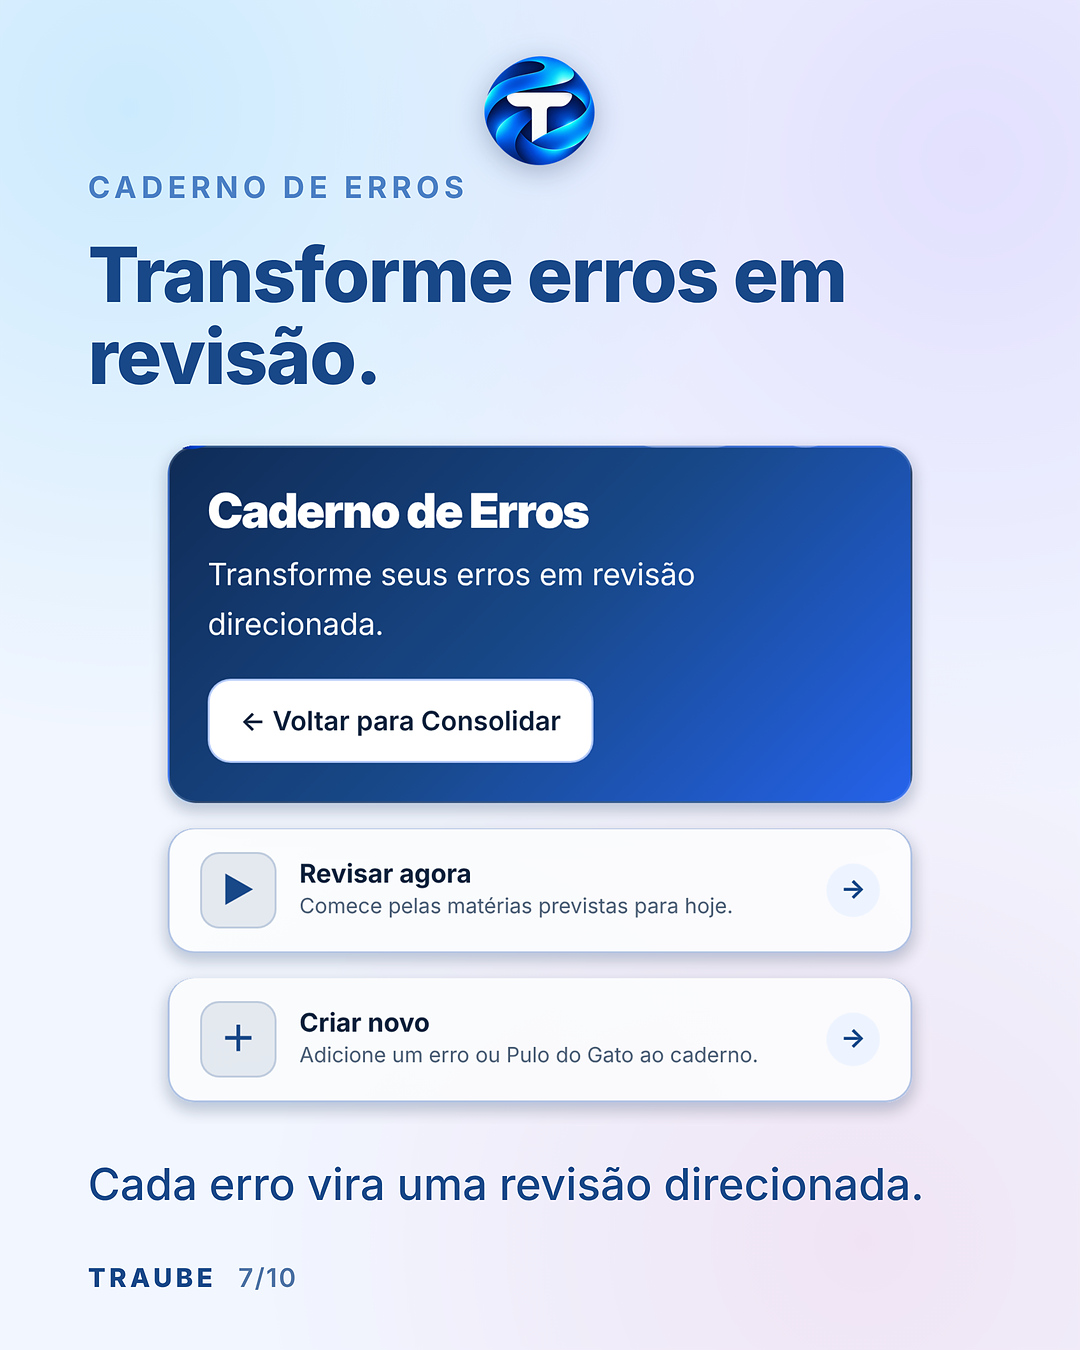 T
CADERNO DE ERROS
Transforme erros em
revisão.
Caderno de Erros
Transforme seus erros em revisão
direcionada.
← Voltar para Consolidar
Revisar agora
Comece pelas matérias previstas para hoje.
Criar novo
Adicione um erro ou Pulo do Gato ao caderno.
Cada erro vira uma revisão direcionada.
TRAUBE 7/10